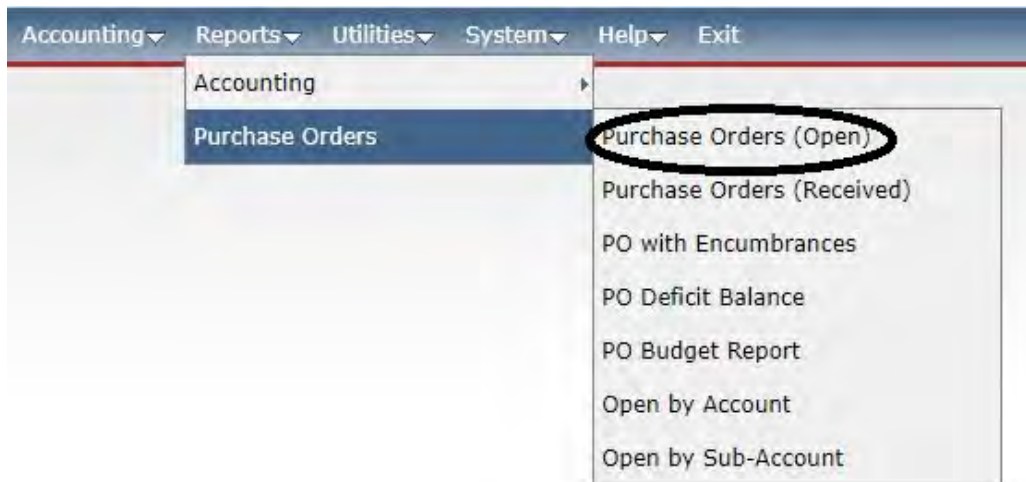 Accounting Reports Utilities System Help Exit
Accounting
Purchase Orders
Purchase Orders (Open)
Purchase Orders (Received)
PO with Encumbrances
PO Deficit Balance
PO Budget Report
Open by Account
Open by Sub-Account